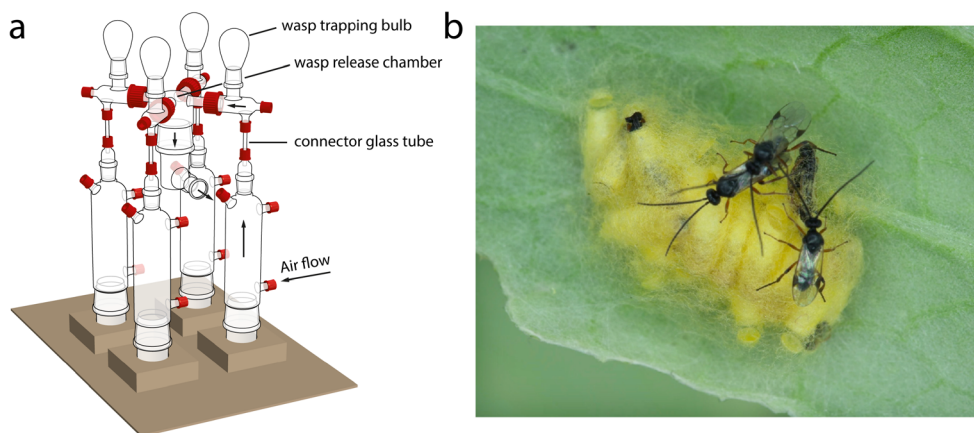 a
wasp trapping bulb
wasp release chamber
connector glass tube
Air flow
b